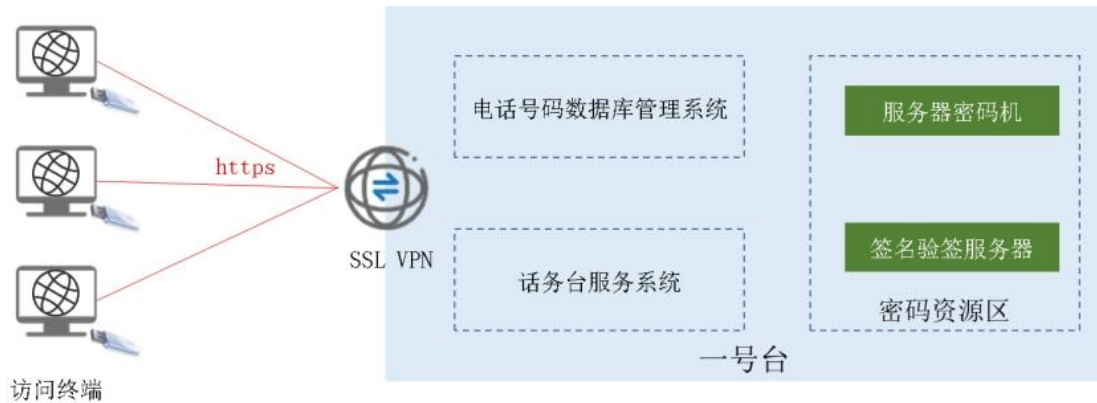 电话号码数据库管理系统
服务器密码机
https
SSL VPN
话务台服务系统
签名验签服务器
密码资源区
一号台
访问终端